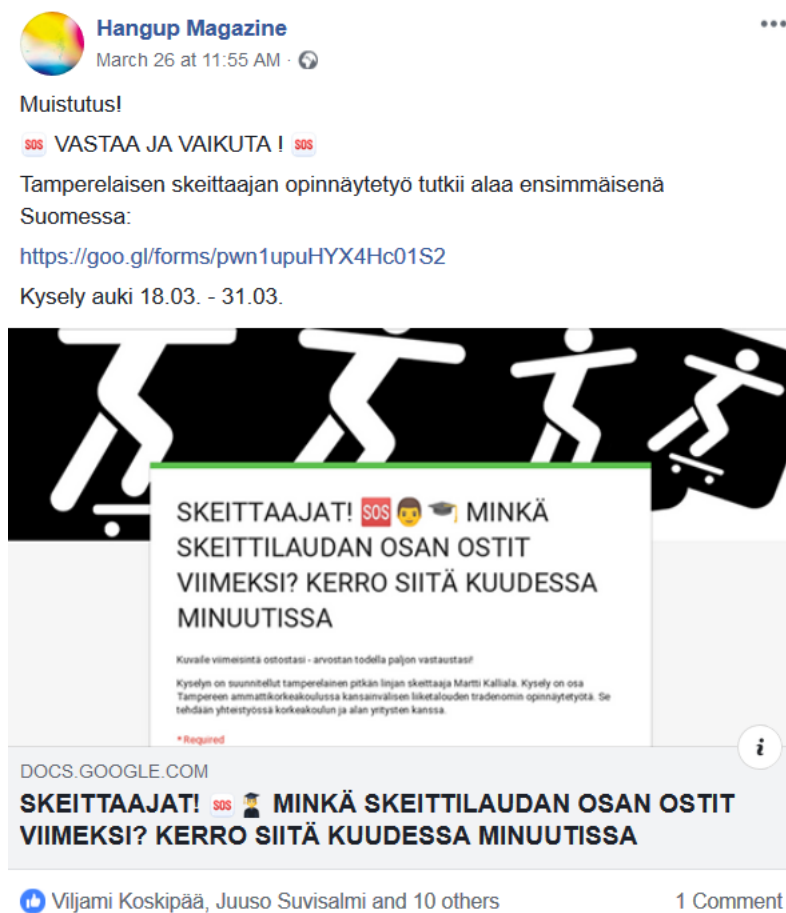 Hangup Magazine
March 26 at 11:55 AM ·
Muistutus!
🆘 VASTAA JA VAIKUTA ! 🆘
Tamperelaisen skeittaajan opinnäytetyö tutkii alaa ensimmäisenä
Suomessa:
https://goo.gl/forms/pwn1upuHYX4Hc01S2
Kysely auki 18.03. - 31.03.
SKEITTAAJAT! 🆘👨🎓 MINKÄ
SKEITTILAUDAN OSAN OSTIT
VIIMEKSI? KERRO SIITÄ KUUDESSA
MINUUTISSA
Kuvaile viimeisintä ostostasi - arvostan todella paljon vastaustasi!
Kyselyn on suunnitellut tamperelainen pitkän linjan skeittaaja Martti Kalliala. Kysely on osa
Tampereen ammattikorkeakoulussa kansainvälisen liiketalouden tradenomin opinnäytetyötä. Se
tehdään yhteistyössä korkeakoulun ja alan yritysten kanssa.
* Required
DOCS.GOOGLE.COM
SKEITTAAJAT! 🆘 👨‍🎓 MINKÄ SKEITTILAUDAN OSAN OSTIT
VIIMEKSI? KERRO SIITÄ KUUDESSA MINUUTISSA
Viljami Koskipää, Juuso Suvisalmi and 10 others 1 Comment